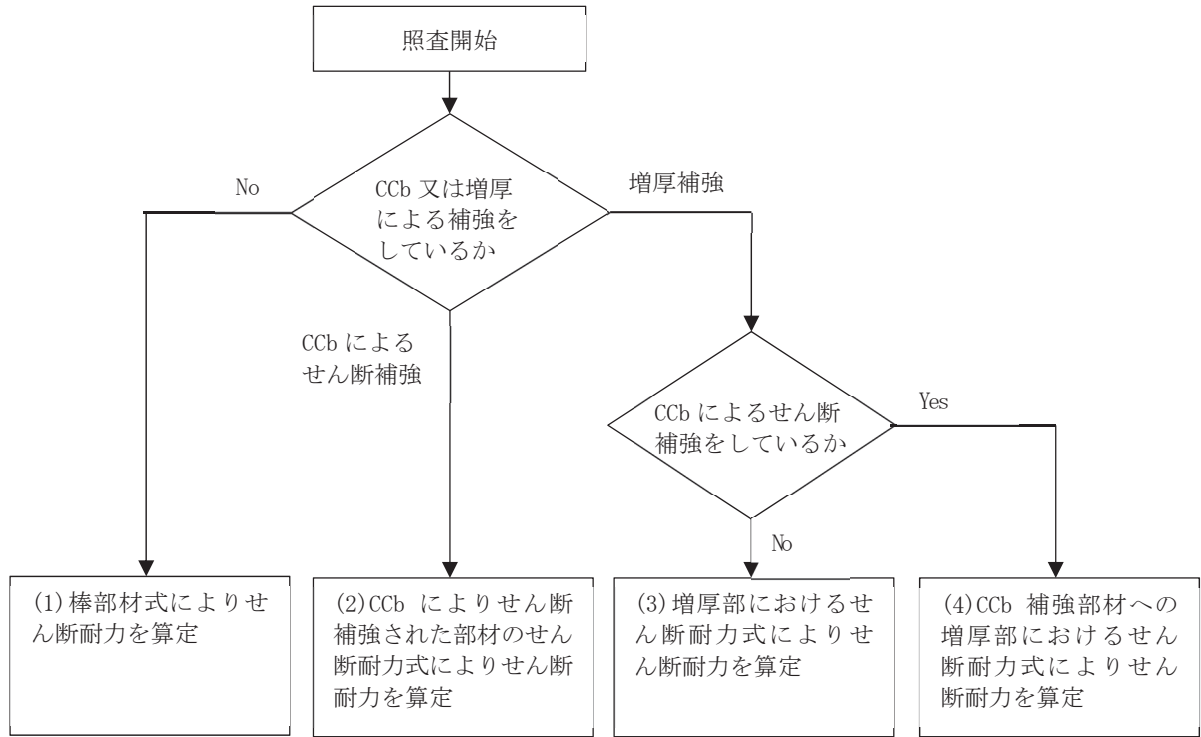 照査開始
CCb 又は増厚
による補強を
しているか
No
増厚補強
CCb による
せん断補強
CCb によるせん断
補強をしているか
Yes
No
(1)棒部材式によりせ
ん断耐力を算定
(2)CCb によりせん断
補強された部材のせん
断耐力式によりせん断
耐力を算定
(3)増厚部におけるせ
ん断耐力式によりせ
ん断耐力を算定
(4)CCb 補強部材への
増厚部におけるせん
断耐力式によりせん
断耐力を算定